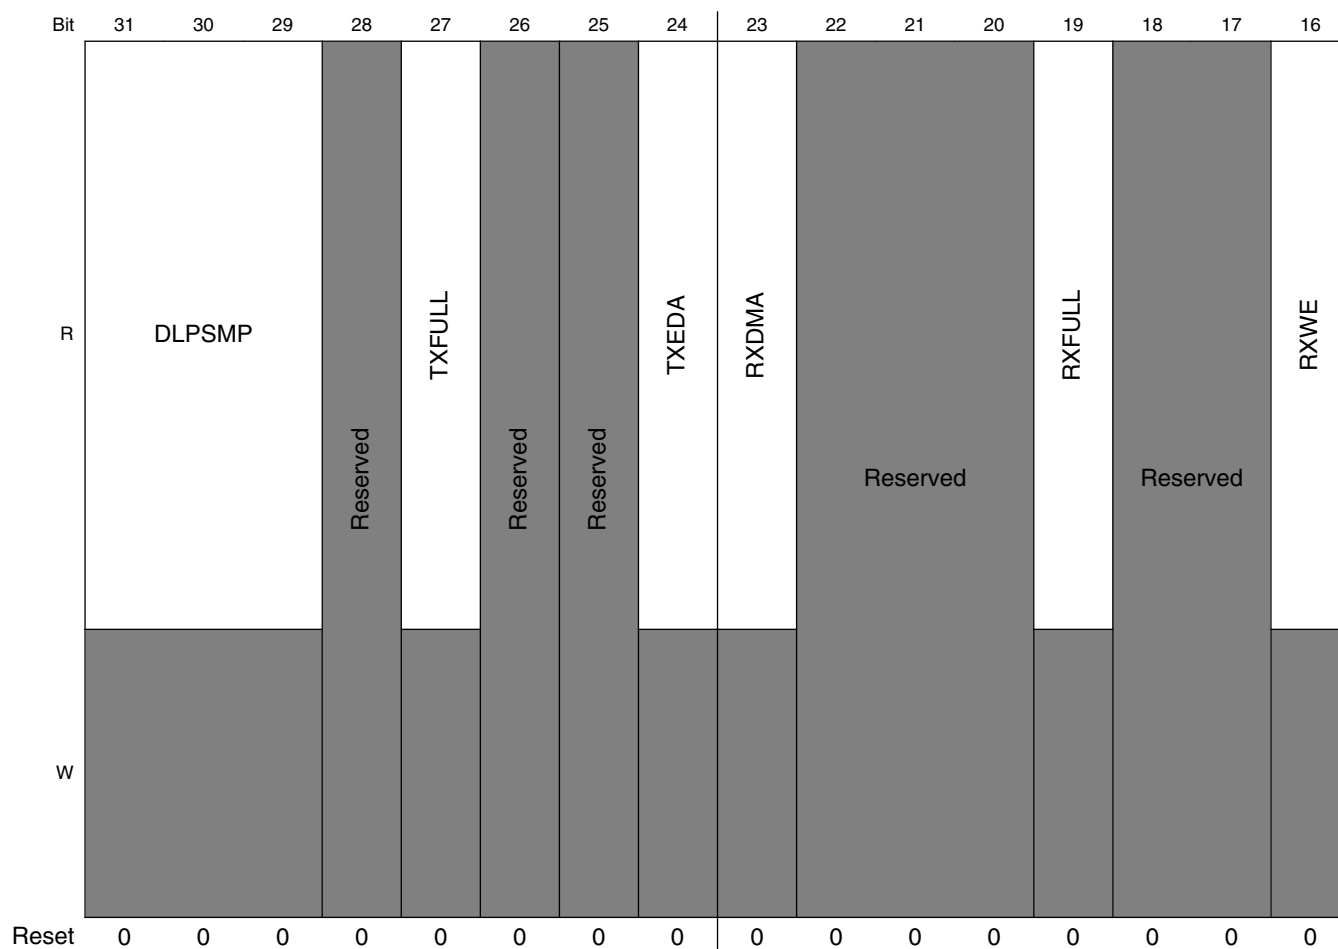 Bit 31 30 29 28 27 26 25 24 23 22 21 20 19 18 17 16
R DLPSMP Reserved TXFULL Reserved Reserved TXEDA RXDMA Reserved RXFULL Reserved RXWE
W
Reset 0 0 0 0 0 0 0 0 0 0 0 0 0 0 0 0